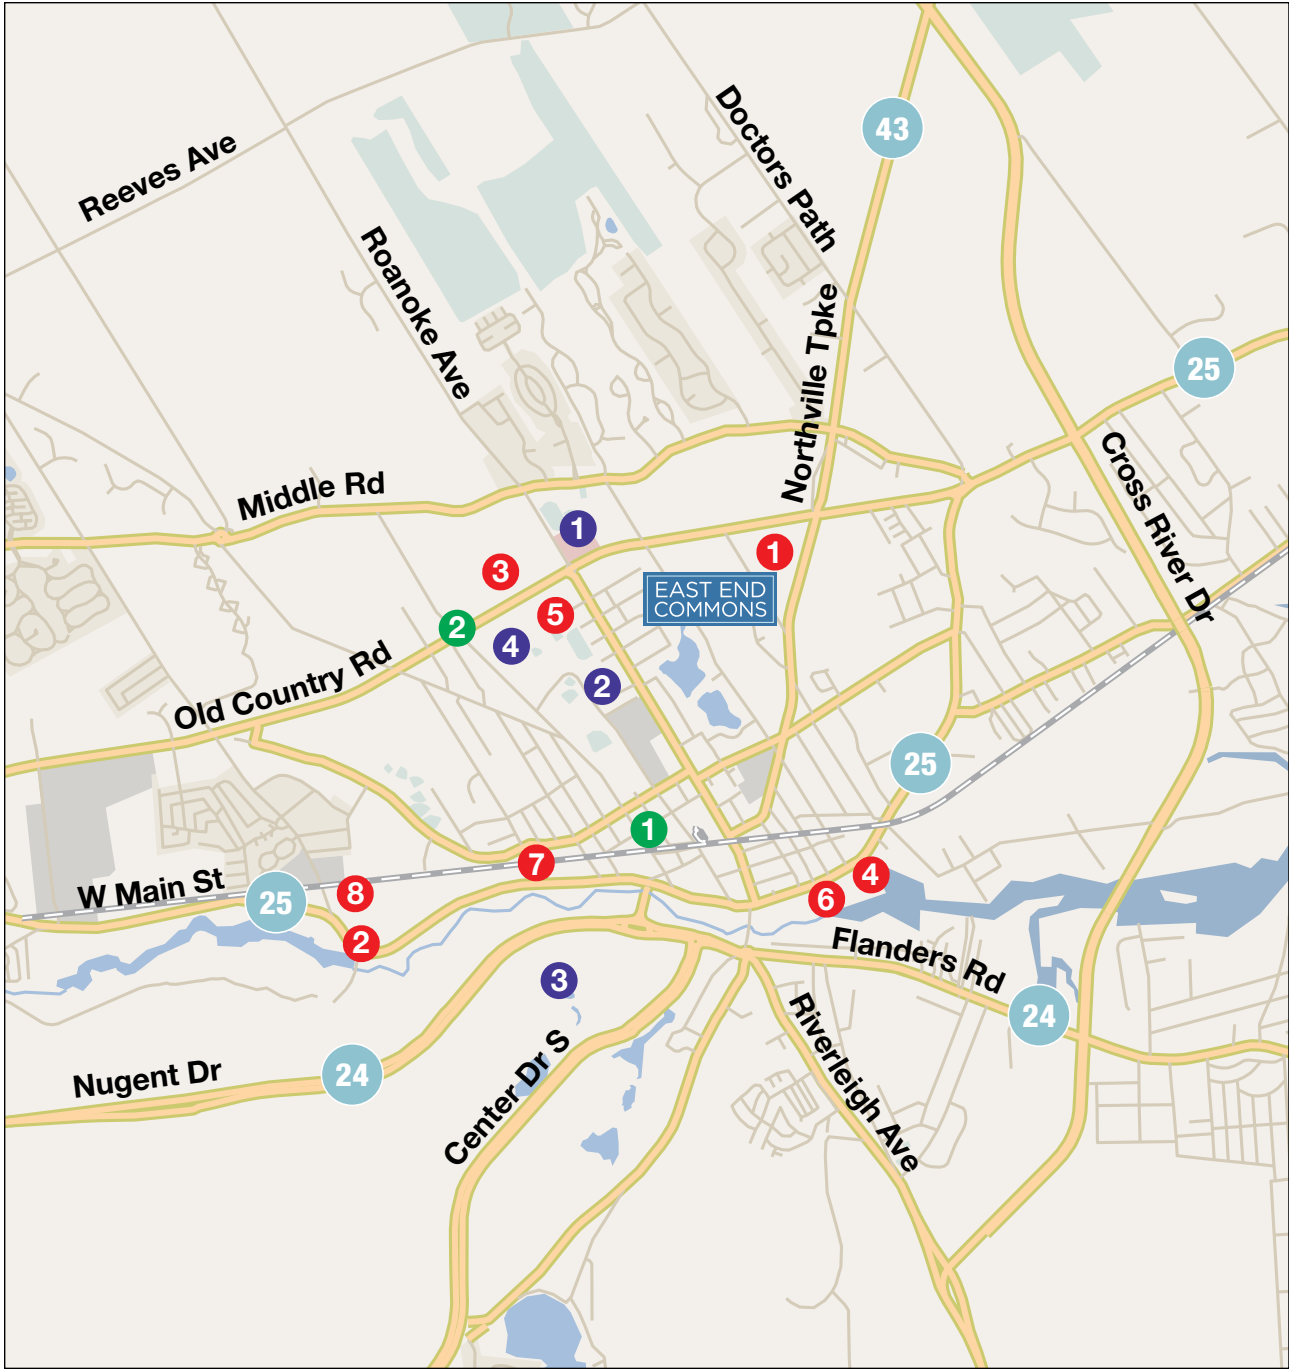 Doctors Path
43
Reeves Ave
Roanoke Ave
Northville Tpke
25
Cross River Dr
Middle Rd
1
1
3
EAST END
COMMONS
5
2
4
Old Country Rd
2
25
1
7
W Main St
25
8
4
6
2
Flanders Rd
3
Riverleigh Ave
24
Center Dr S
Nugent Dr
24